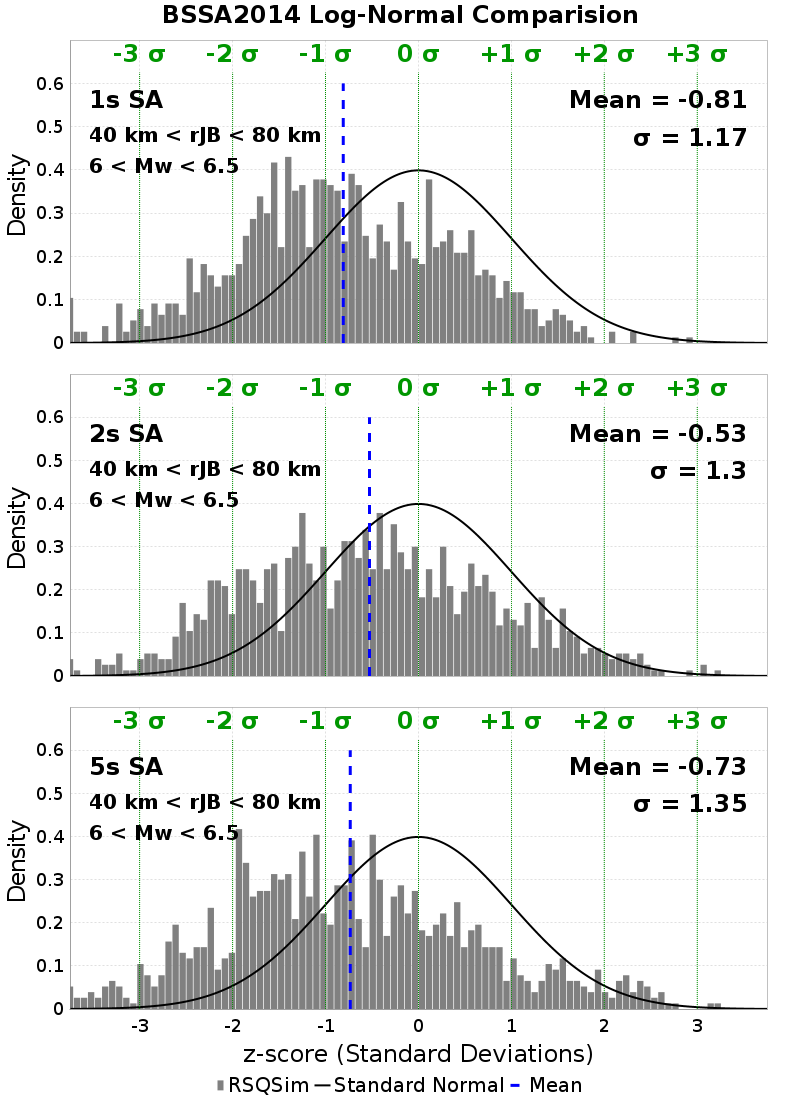 BSSA2014 Log-Normal Comparision
-3 σ -2 σ -1 σ 0 σ +1 σ +2 σ +3 σ
0.6
1s SA Mean = -0.81
0.5
40 km < rJB < 80 km σ = 1.17
6 < Mw < 6.5
0.4
Density
0.3
0.2
0.1
0
-3 σ -2 σ -1 σ 0 σ +1 σ +2 σ +3 σ
0.6
2s SA Mean = -0.53
0.5
40 km < rJB < 80 km σ = 1.3
6 < Mw < 6.5
0.4
Density
0.3
0.2
0.1
0
-3 σ -2 σ -1 σ 0 σ +1 σ +2 σ +3 σ
0.6
5s SA Mean = -0.73
0.5
40 km < rJB < 80 km σ = 1.35
6 < Mw < 6.5
0.4
Density
0.3
0.2
0.1
0
-3 -2 -1 0 1 2 3
z-score (Standard Deviations)
RSQSim Standard Normal Mean